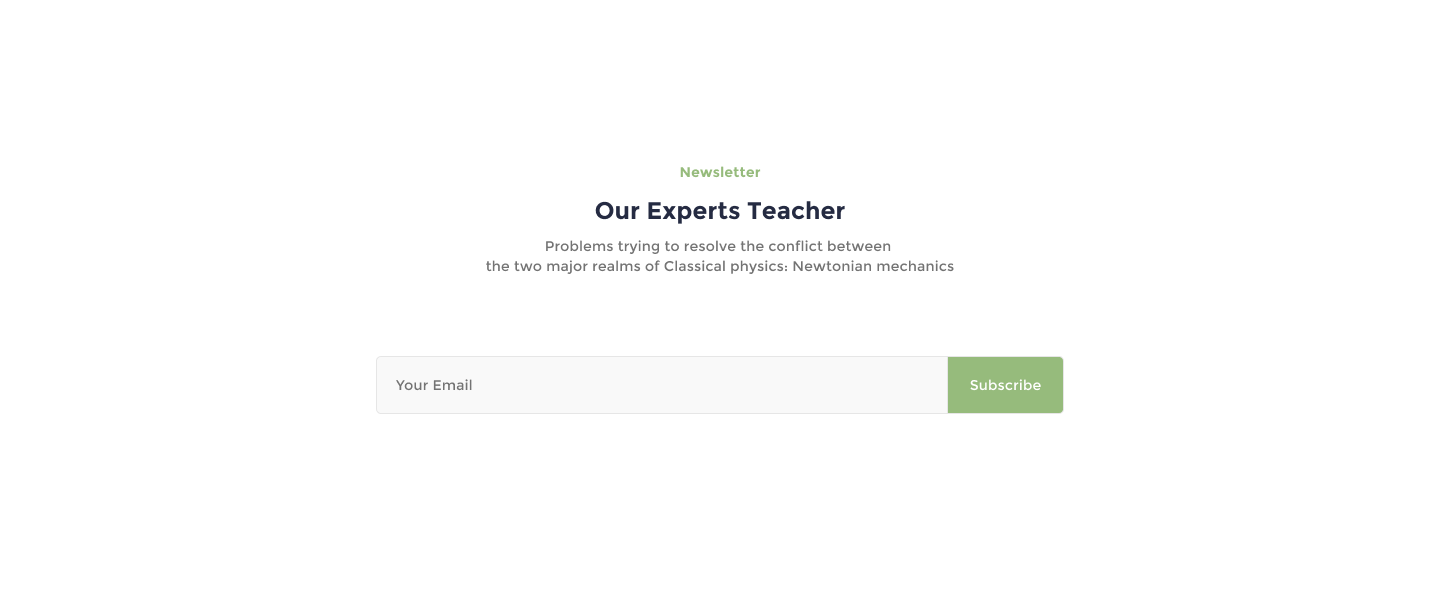 Newsletter
Our Experts Teacher
Problems trying to resolve the conflict between
the two major realms of Classical physics: Newtonian mechanics
Your Email
Subscribe